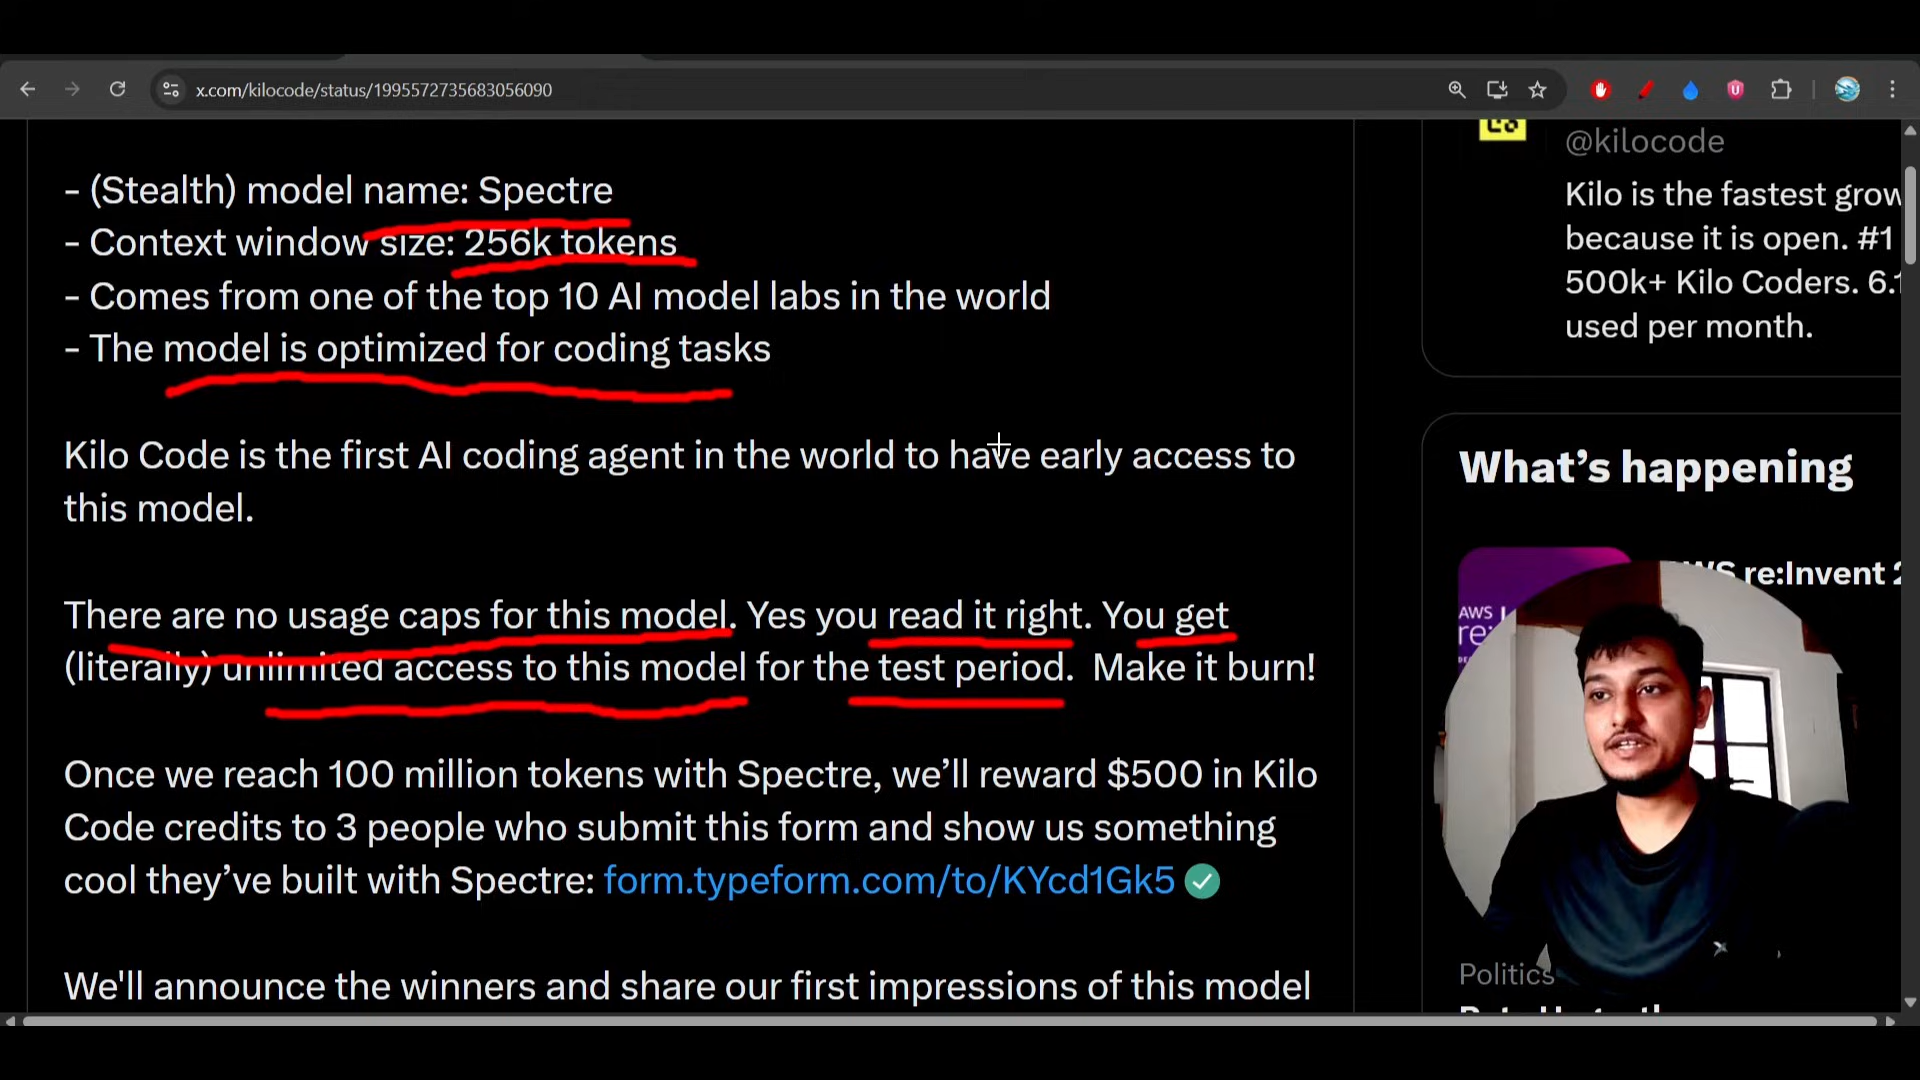 x.com/kilocode/status/1995572735683056090
- (Stealth) model name: Spectre
- Context window size: 256k tokens
- Comes from one of the top 10 AI model labs in the world
- The model is optimized for coding tasks
Kilo Code is the first AI coding agent in the world to have early access to
this model.
There are no usage caps for this model. Yes you read it right. You get
(literally) unlimited access to this model for the test period. Make it burn!
Once we reach 100 million tokens with Spectre, we'll reward $500 in Kilo
Code credits to 3 people who submit this form and show us something
cool they've built with Spectre: form.typeform.com/to/KYcd1Gk5
We'll announce the winners and share our first impressions of this model
@kilocode
Kilo is the fastest grow
because it is open. #1
500k+ Kilo Coders. 6.1
used per month.
What's happening
AWS
re:
re:Invent 2
Politics